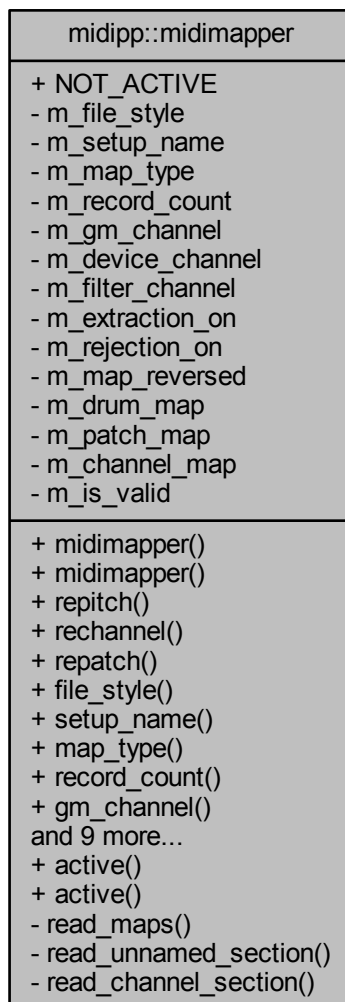 midipp::midimapper
+ NOT_ACTIVE
- m_file_style
- m_setup_name
- m_map_type
- m_record_count
- m_gm_channel
- m_device_channel
- m_filter_channel
- m_extraction_on
- m_rejection_on
- m_map_reversed
- m_drum_map
- m_patch_map
- m_channel_map
- m_is_valid
+ midimapper()
+ midimapper()
+ repitch()
+ rechannel()
+ repatch()
+ file_style()
+ setup_name()
+ map_type()
+ record_count()
+ gm_channel()
and 9 more...
+ active()
+ active()
- read_maps()
- read_unnamed_section()
- read_channel_section()